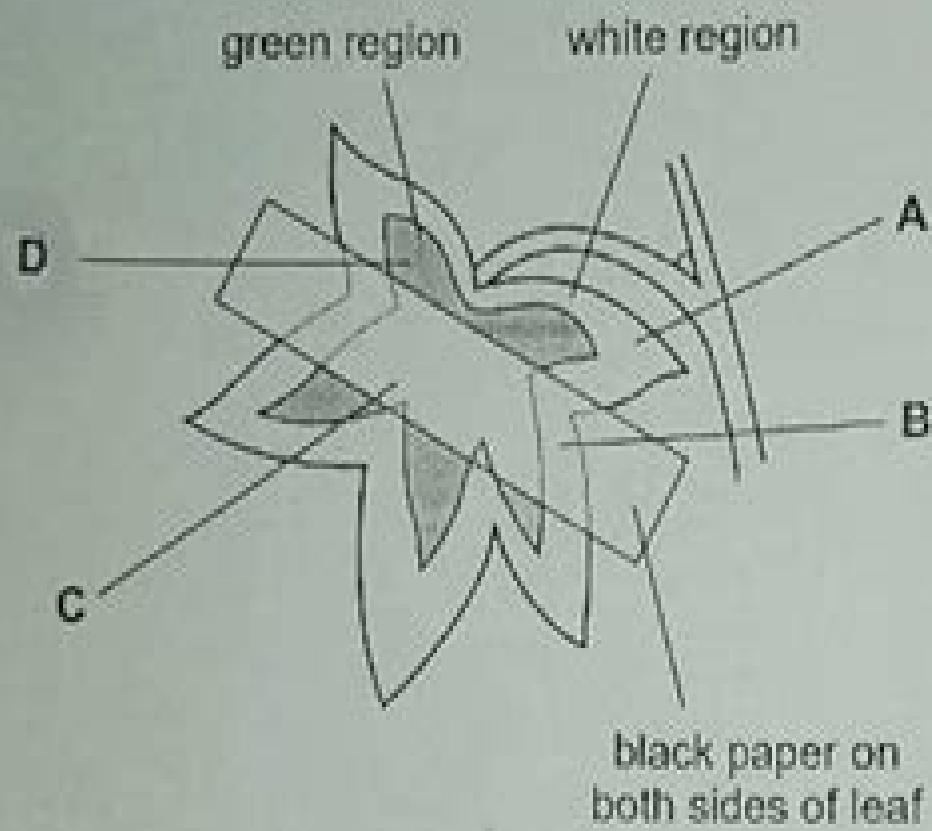 green region
white region
A
D
B
C
black paper on
both sides of leaf